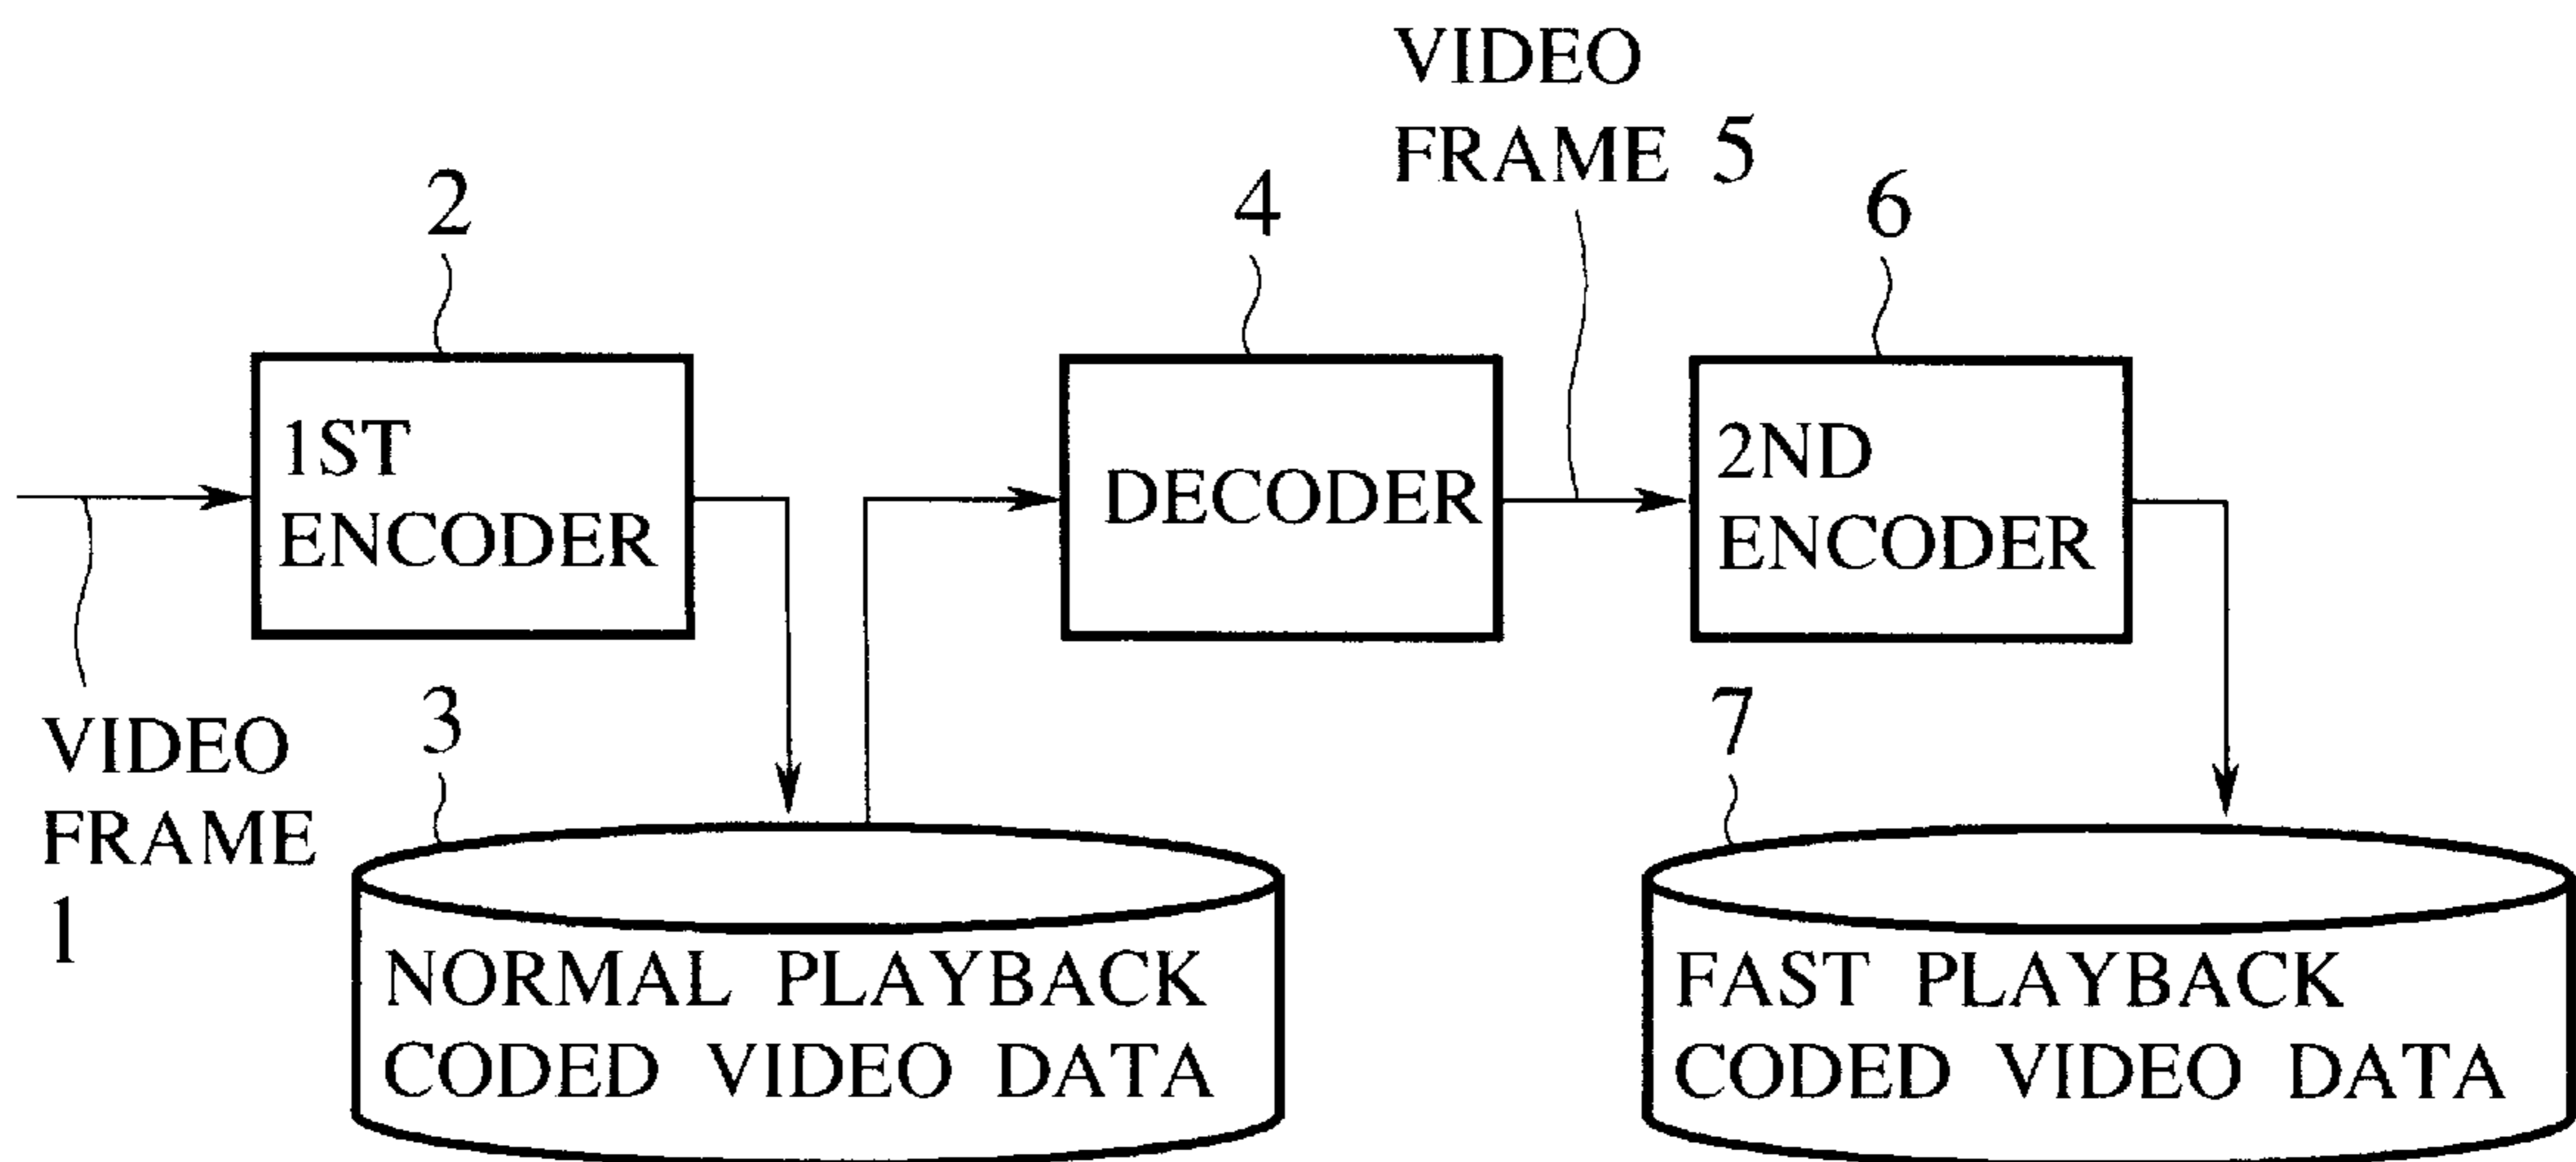 VIDEO
FRAME 5
2
4
6
1ST
ENCODER
DECODER
2ND
ENCODER
VIDEO
FRAME
1
3
7
NORMAL PLAYBACK
CODED VIDEO DATA
FAST PLAYBACK
CODED VIDEO DATA